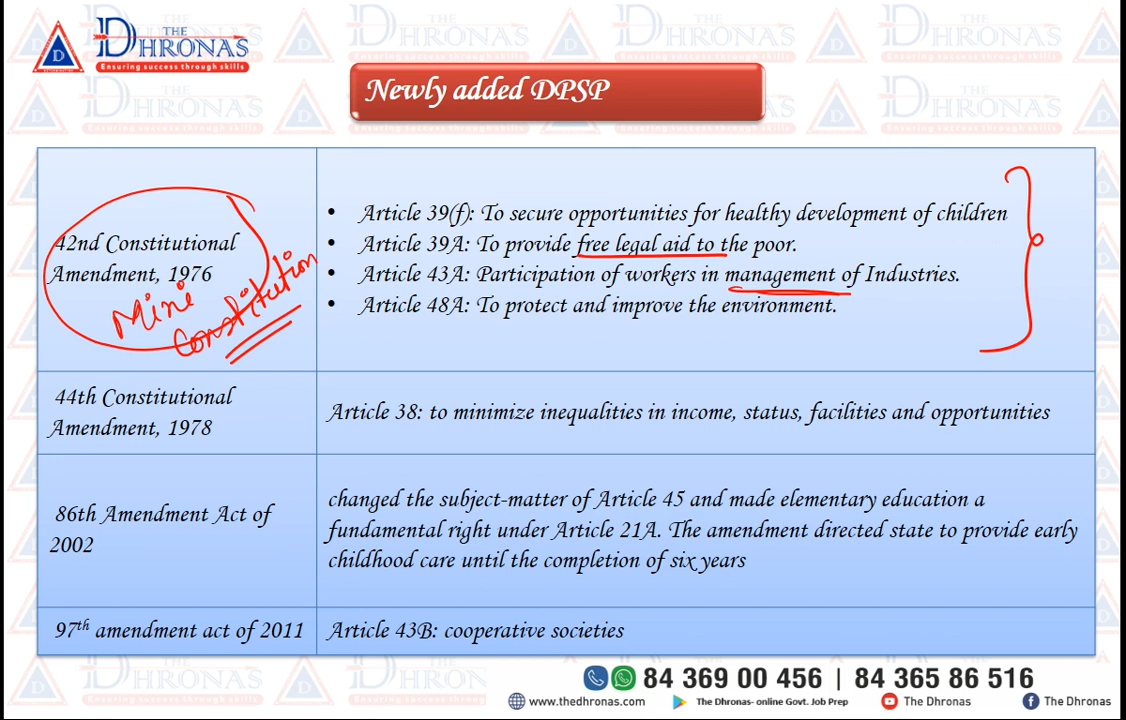 THE
DHRONAS
Ensuring success through skills
Newly added DPSP
42nd Constitutional
Amendment, 1976
Mini
Constitution
• Article 39(f): To secure opportunities for healthy development of children
• Article 39A: To provide free legal aid to the poor.
• Article 43A: Participation of workers in management of Industries.
• Article 48A: To protect and improve the environment.
44th Constitutional
Amendment, 1978
Article 38: to minimize inequalities in income, status, facilities and opportunities
86th Amendment Act of
2002
changed the subject-matter of Article 45 and made elementary education a
fundamental right under Article 21A. The amendment directed state to provide early
childhood care until the completion of six years
97th amendment act of 2011
Article 43B: cooperative societies
84 369 00 456 | 84 365 86 516
www.thedhronas.com
The Dhronas- online Govt. Job Prep
The Dhronas
The Dhronas